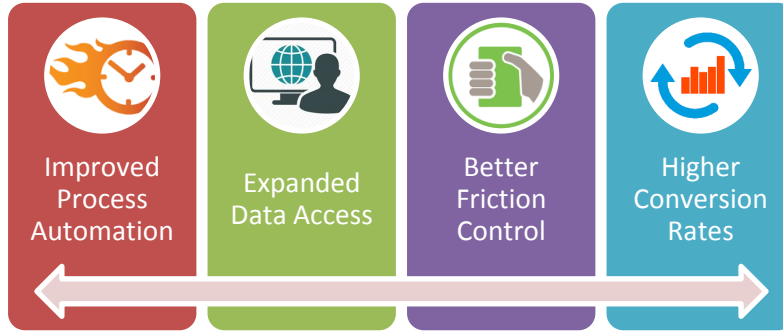 Improved
Process
Automation
Expanded
Data Access
Better
Friction
Control
Higher
Conversion
Rates